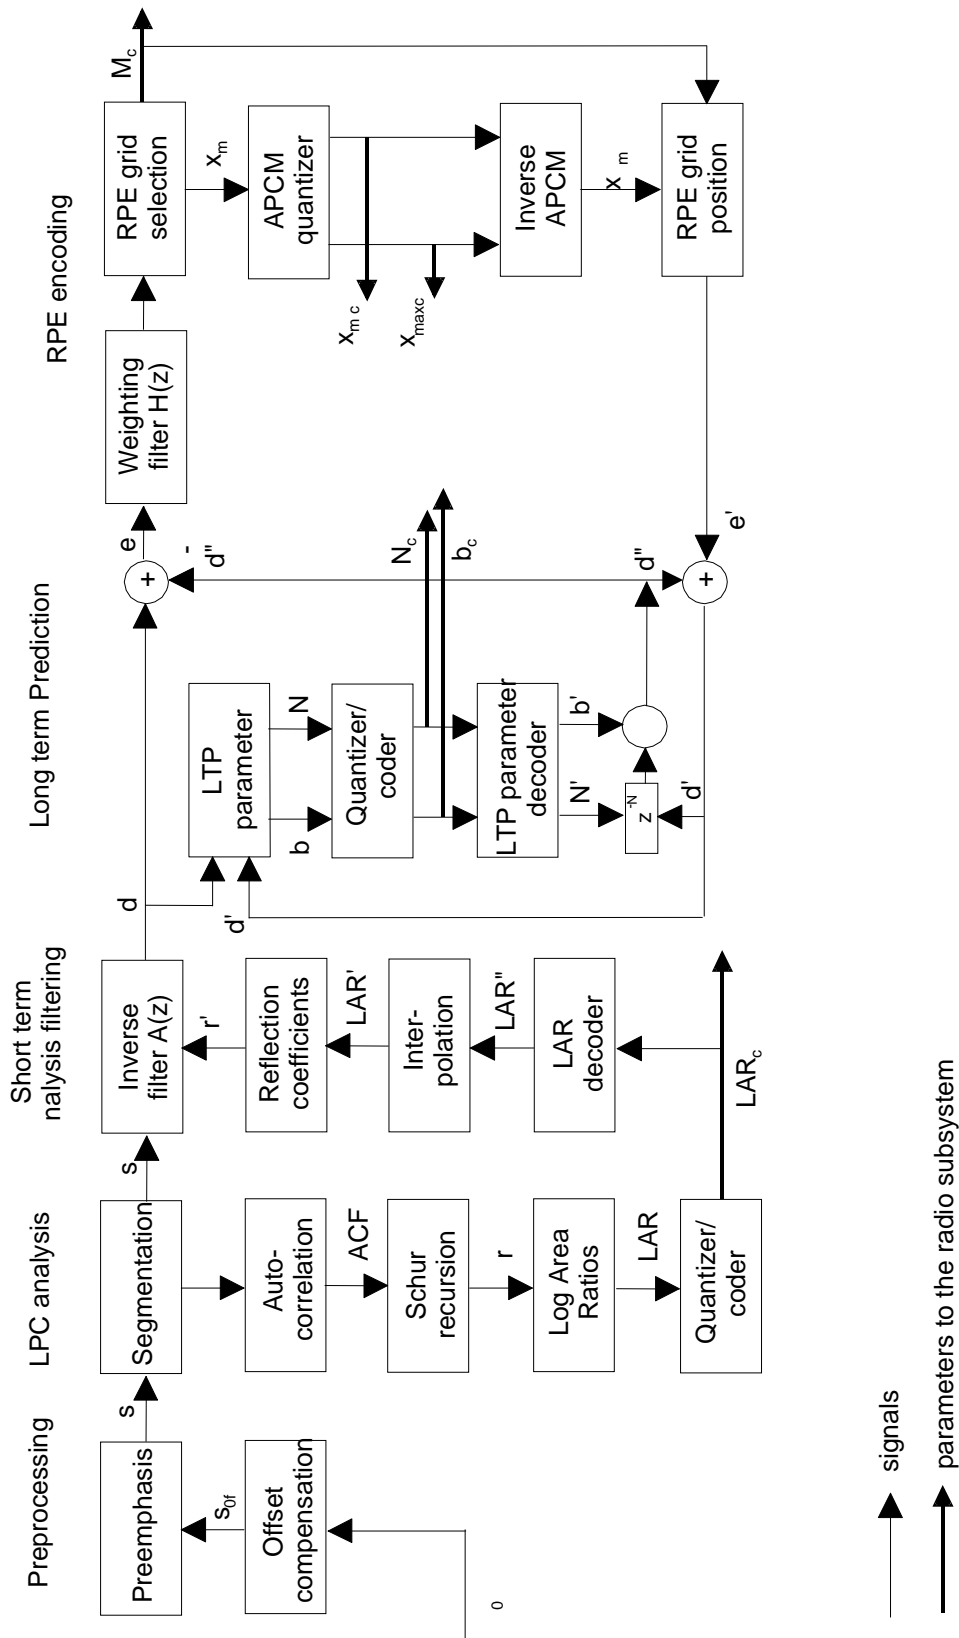 Preprocessing
LPC analysis
Short term
nalysis filtering
Long term Prediction
RPE encoding
Preemphasis
s
Segmentation
s
Inverse
filter A(z)
d
+
e
-
d"
Weighting
filter H(z)
RPE grid
selection
Mc
s0f
Offset
compensation
Auto-
correlation
ACF
Schur
recursion
r
Log Area
Ratios
LAR
Quantizer/
coder
LARc
r'
Reflection
coefficients
LAR'
Inter-
polation
LAR"
LAR
decoder
LTP
parameter
d'
b
N
Quantizer/
coder
Nc
bc
LTP parameter
decoder
N'
b'
z-N
d'
d"
+
e'
xm
APCM
quantizer
xm c
xmaxc
Inverse
APCM
x m
RPE grid
position
0
signals
parameters to the radio subsystem